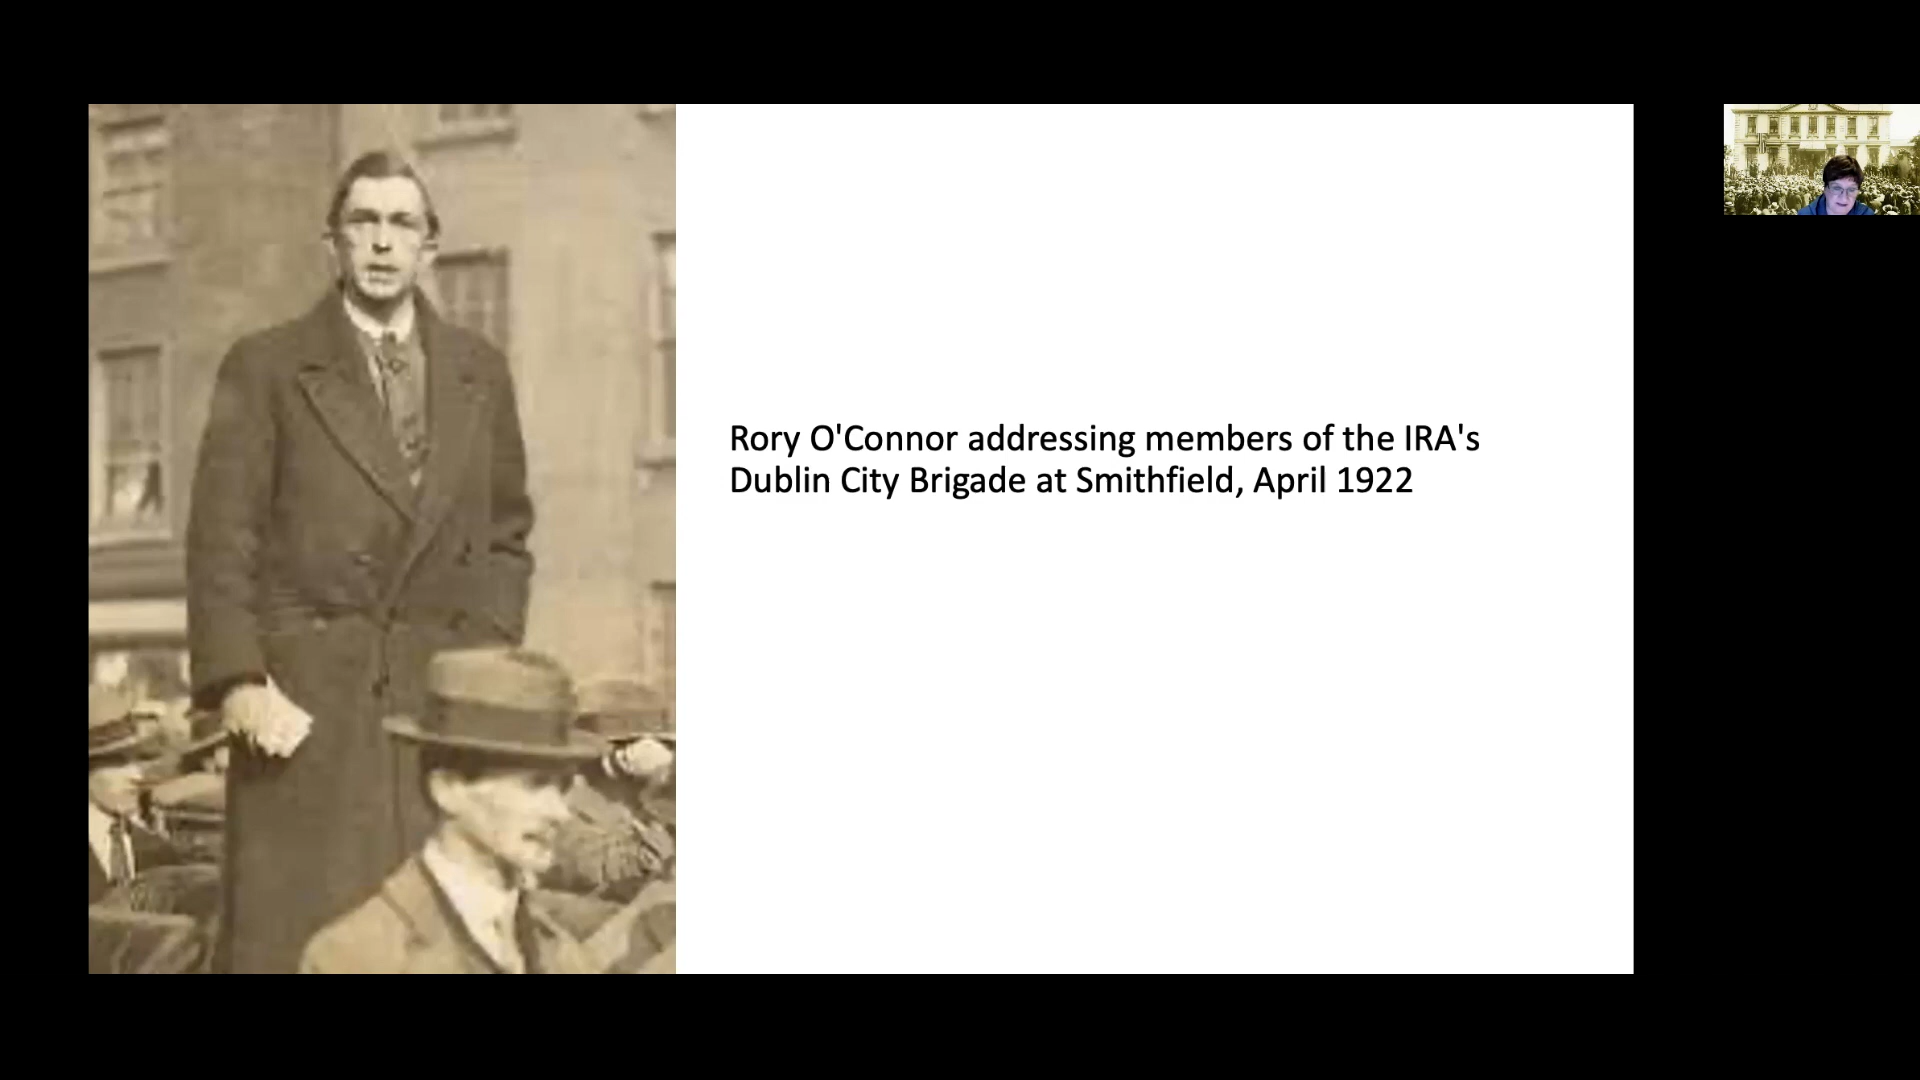 Rory O'Connor addressing members of the IRA's
Dublin City Brigade at Smithfield, April 1922